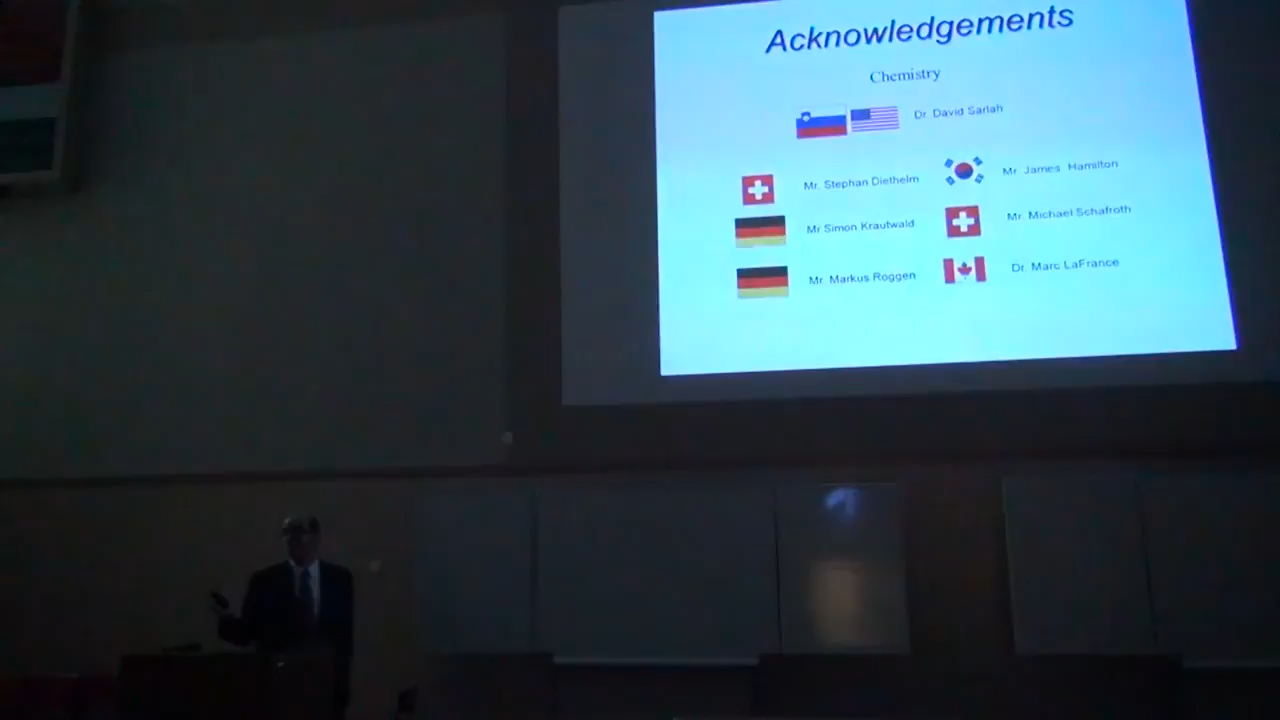 Acknowledgements
Chemistry
Dr. David Sarlah
Mr. Stephan Diethelm
Mr. James Hamilton
Mr Simon Krautwald
Mr. Michael Schafroth
Mr. Markus Roggen
Dr. Marc LaFrance